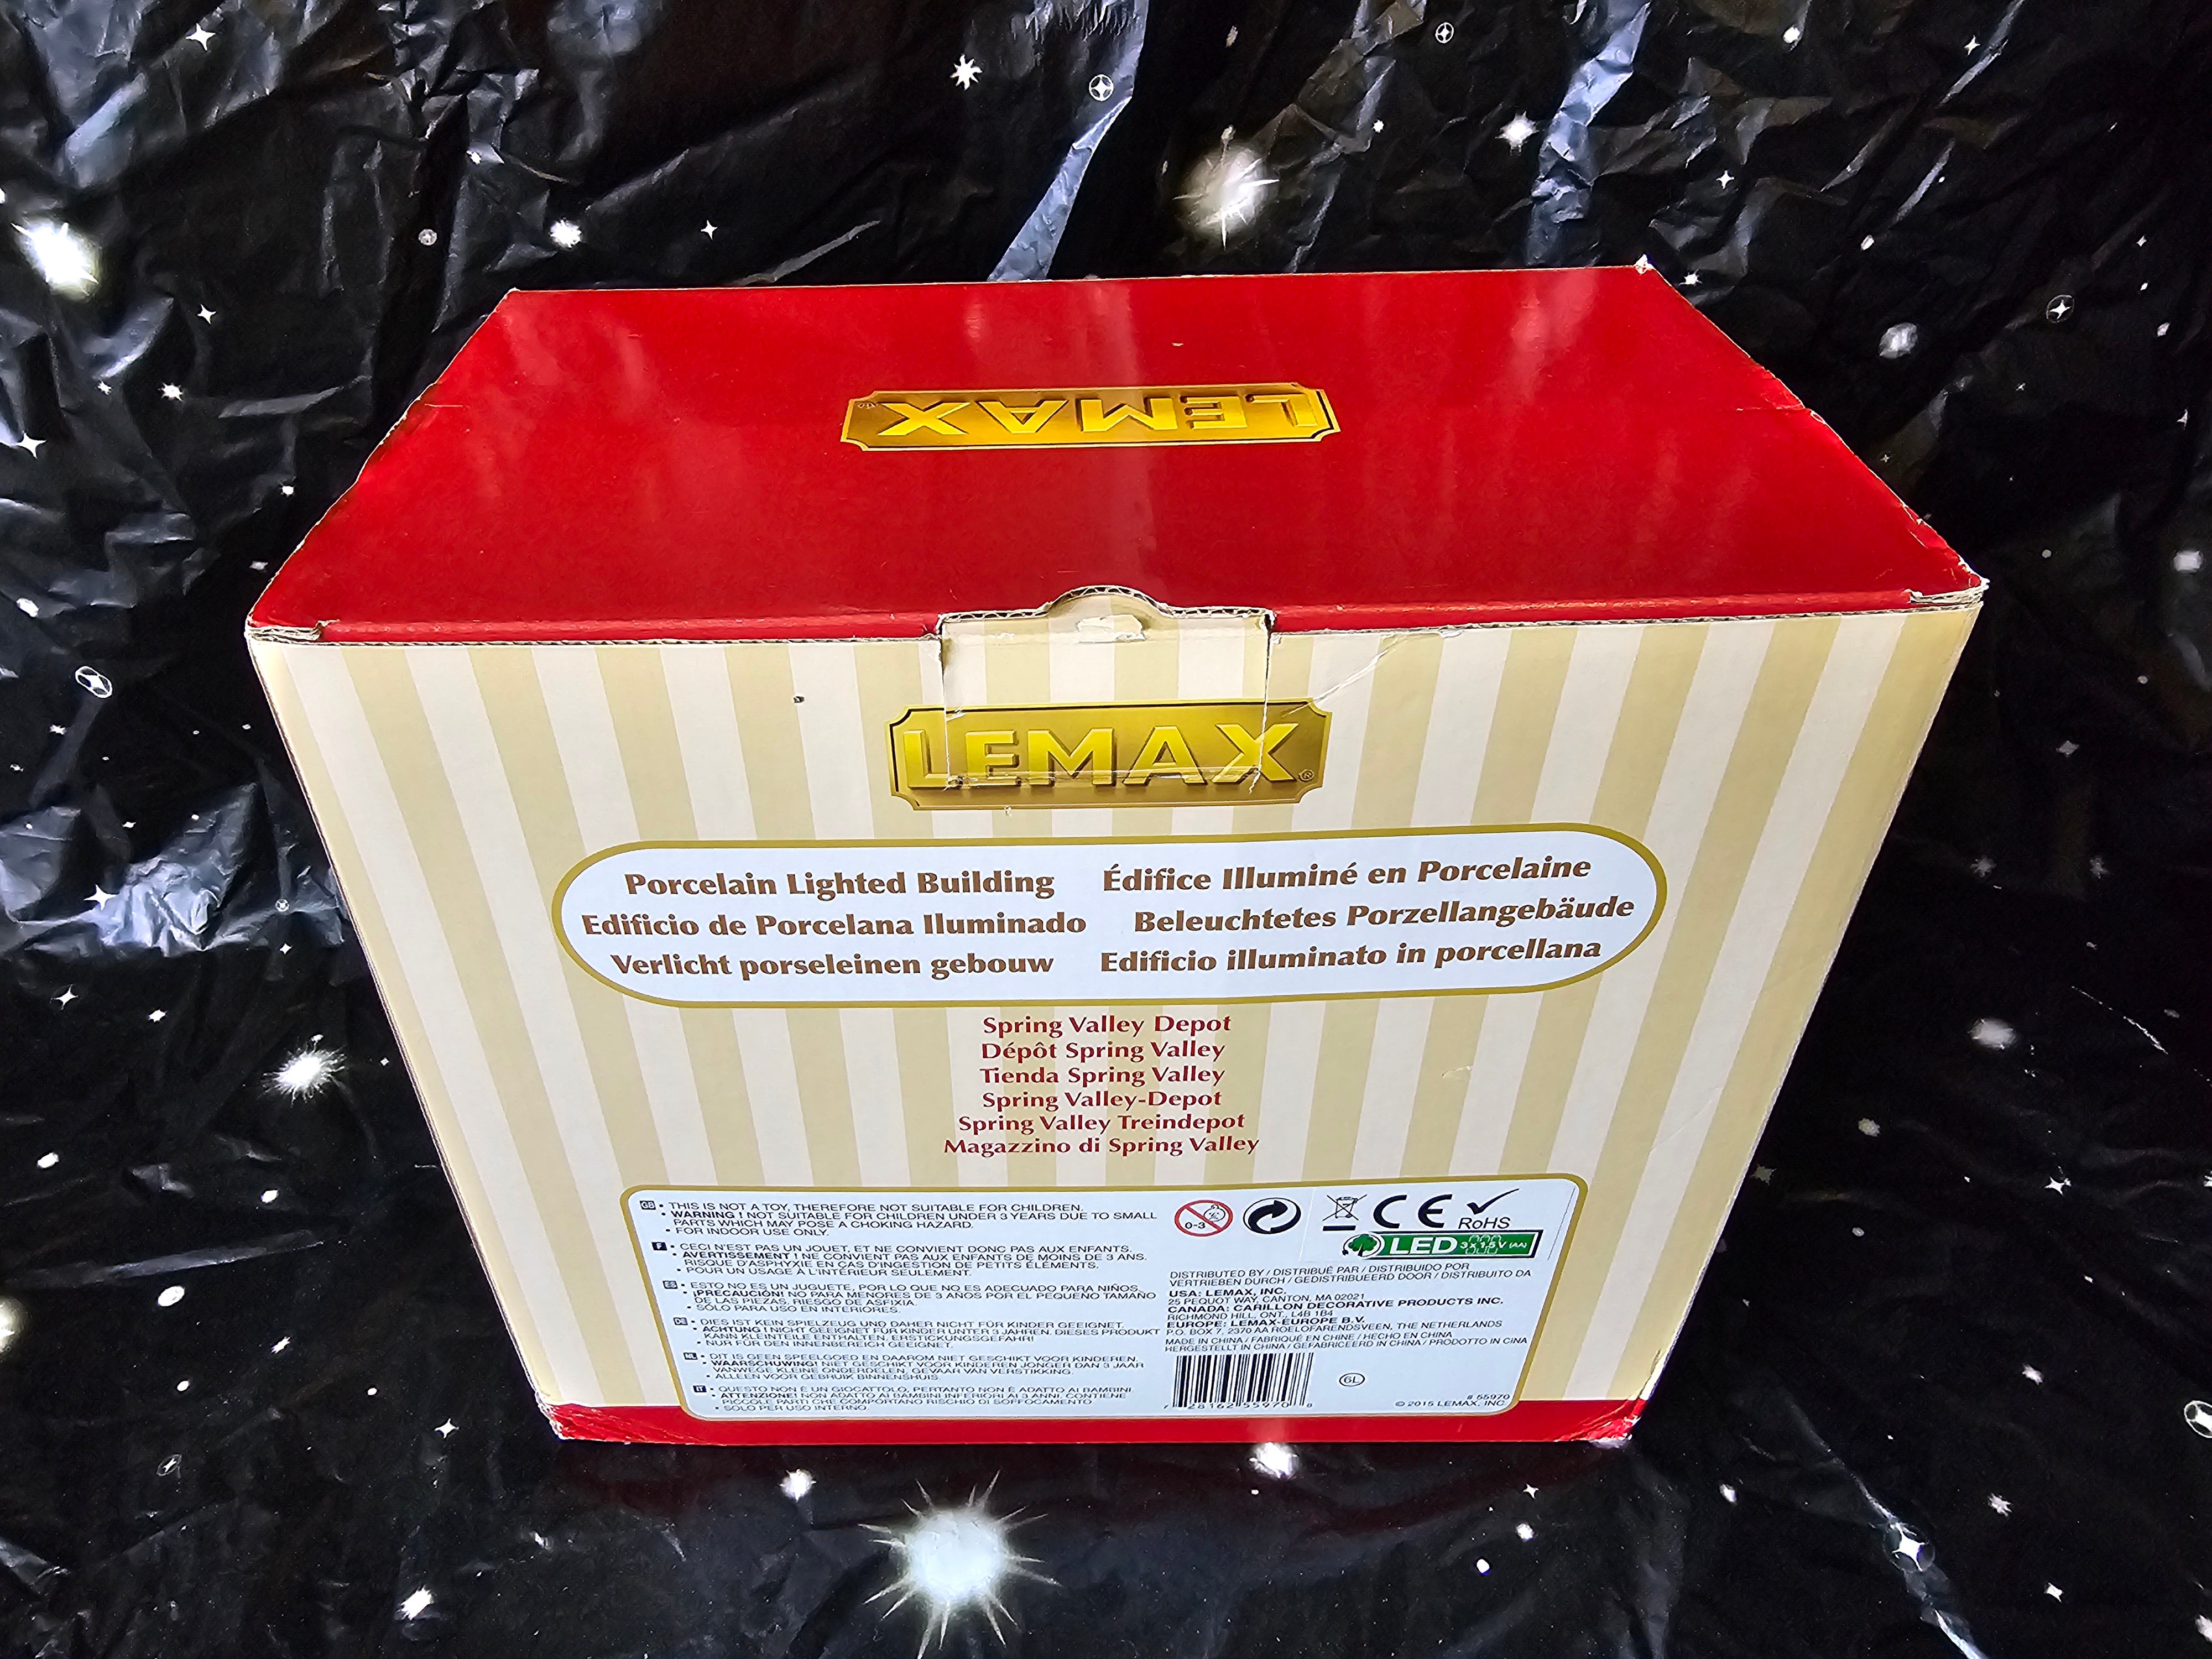 LEMAX
LEMAX®
Porcelain Lighted Building Édifice Illuminé en Porcelaine
Edificio de Porcelana Iluminado Beleuchtetes Porzellangebäude
Verlicht porseleinen gebouw Edificio illuminato in porcellana
Spring Valley Depot
Dépôt Spring Valley
Tienda Spring Valley
Spring Valley-Depot
Spring Valley Treindepot
Magazzino di Spring Valley
GB • THIS IS NOT A TOY, THEREFORE NOT SUITABLE FOR CHILDREN.
• WARNING ! NOT SUITABLE FOR CHILDREN UNDER 3 YEARS DUE TO SMALL
PARTS WHICH MAY POSE A CHOKING HAZARD.
• FOR INDOOR USE ONLY.
F • CECI N'EST PAS UN JOUET, ET NE CONVIENT DONC PAS AUX ENFANTS.
• AVERTISSEMENT ! NE CONVIENT PAS AUX ENFANTS DE MOINS DE 3 ANS.
RISQUE D'ASPHYXIE EN CAS D'INGESTION DE PETITS ÉLÉMENTS.
• POUR UN USAGE À L'INTÉRIEUR SEULEMENT.
ES • ESTO NO ES UN JUGUETE, POR LO QUE NO ES ADECUADO PARA NIÑOS.
• ¡PRECAUCIÓN! NO PARA MENORES DE 3 AÑOS POR EL PEQUEÑO TAMAÑO
DE LAS PIEZAS, RIESGO DE ASFIXIA.
• SÓLO PARA USO EN INTERIORES.
DE • DIES IST KEIN SPIELZEUG UND DAHER NICHT FÜR KINDER GEEIGNET.
• ACHTUNG ! NICHT GEEIGNET FÜR KINDER UNTER 3 JAHREN. DIESES PRODUKT
KANN KLEINTEILE ENTHALTEN, ERSTICKUNGSGEFAHR!
• NUR FÜR DEN INNENBEREICH GEEIGNET.
NL • DIT IS GEEN SPEELGOED EN DAAROM NIET GESCHIKT VOOR KINDEREN.
• WAARSCHUWING! NIET GESCHIKT VOOR KINDEREN JONGER DAN 3 JAAR
VANWEGE KLEINE ONDERDELEN, GEVAAR VAN VERSTIKKING.
• ALLEEN VOOR GEBRUIK BINNENSHUIS.
IT • QUESTO NON È UN GIOCATTOLO, PERTANTO NON È ADATTO AI BAMBINI.
• ATTENZIONE! NON ADATTO AI BAMBINI INFERIORI AI 3 ANNI. CONTIENE
PICCOLE PARTI CHE COMPORTANO RISCHIO DI SOFFOCAMENTO
• SOLO PER USO INTERNO.
0-3
CE
RoHS
LED 3 x 1.5 V (AA)
DISTRIBUTED BY / DISTRIBUÉ PAR / DISTRIBUIDO POR
VERTRIEBEN DURCH / GEDISTRIBUEERD DOOR / DISTRIBUITO DA
USA: LEMAX, INC.
25 PEQUOT WAY, CANTON, MA 02021
CANADA: CARILLON DECORATIVE PRODUCTS INC.
RICHMOND HILL, ONT., L4B 1B4
EUROPE: LEMAX-EUROPE B.V.
P.O. BOX 7, 2370 AA ROELOFARENDSVEEN, THE NETHERLANDS
MADE IN CHINA / FABRIQUÉ EN CHINE / HECHO EN CHINA
HERGESTELLT IN CHINA / GEFABRICEERD IN CHINA / PRODOTTO IN CINA
7 28162 55970 8
6L
# 55970
© 2015 LEMAX, INC.